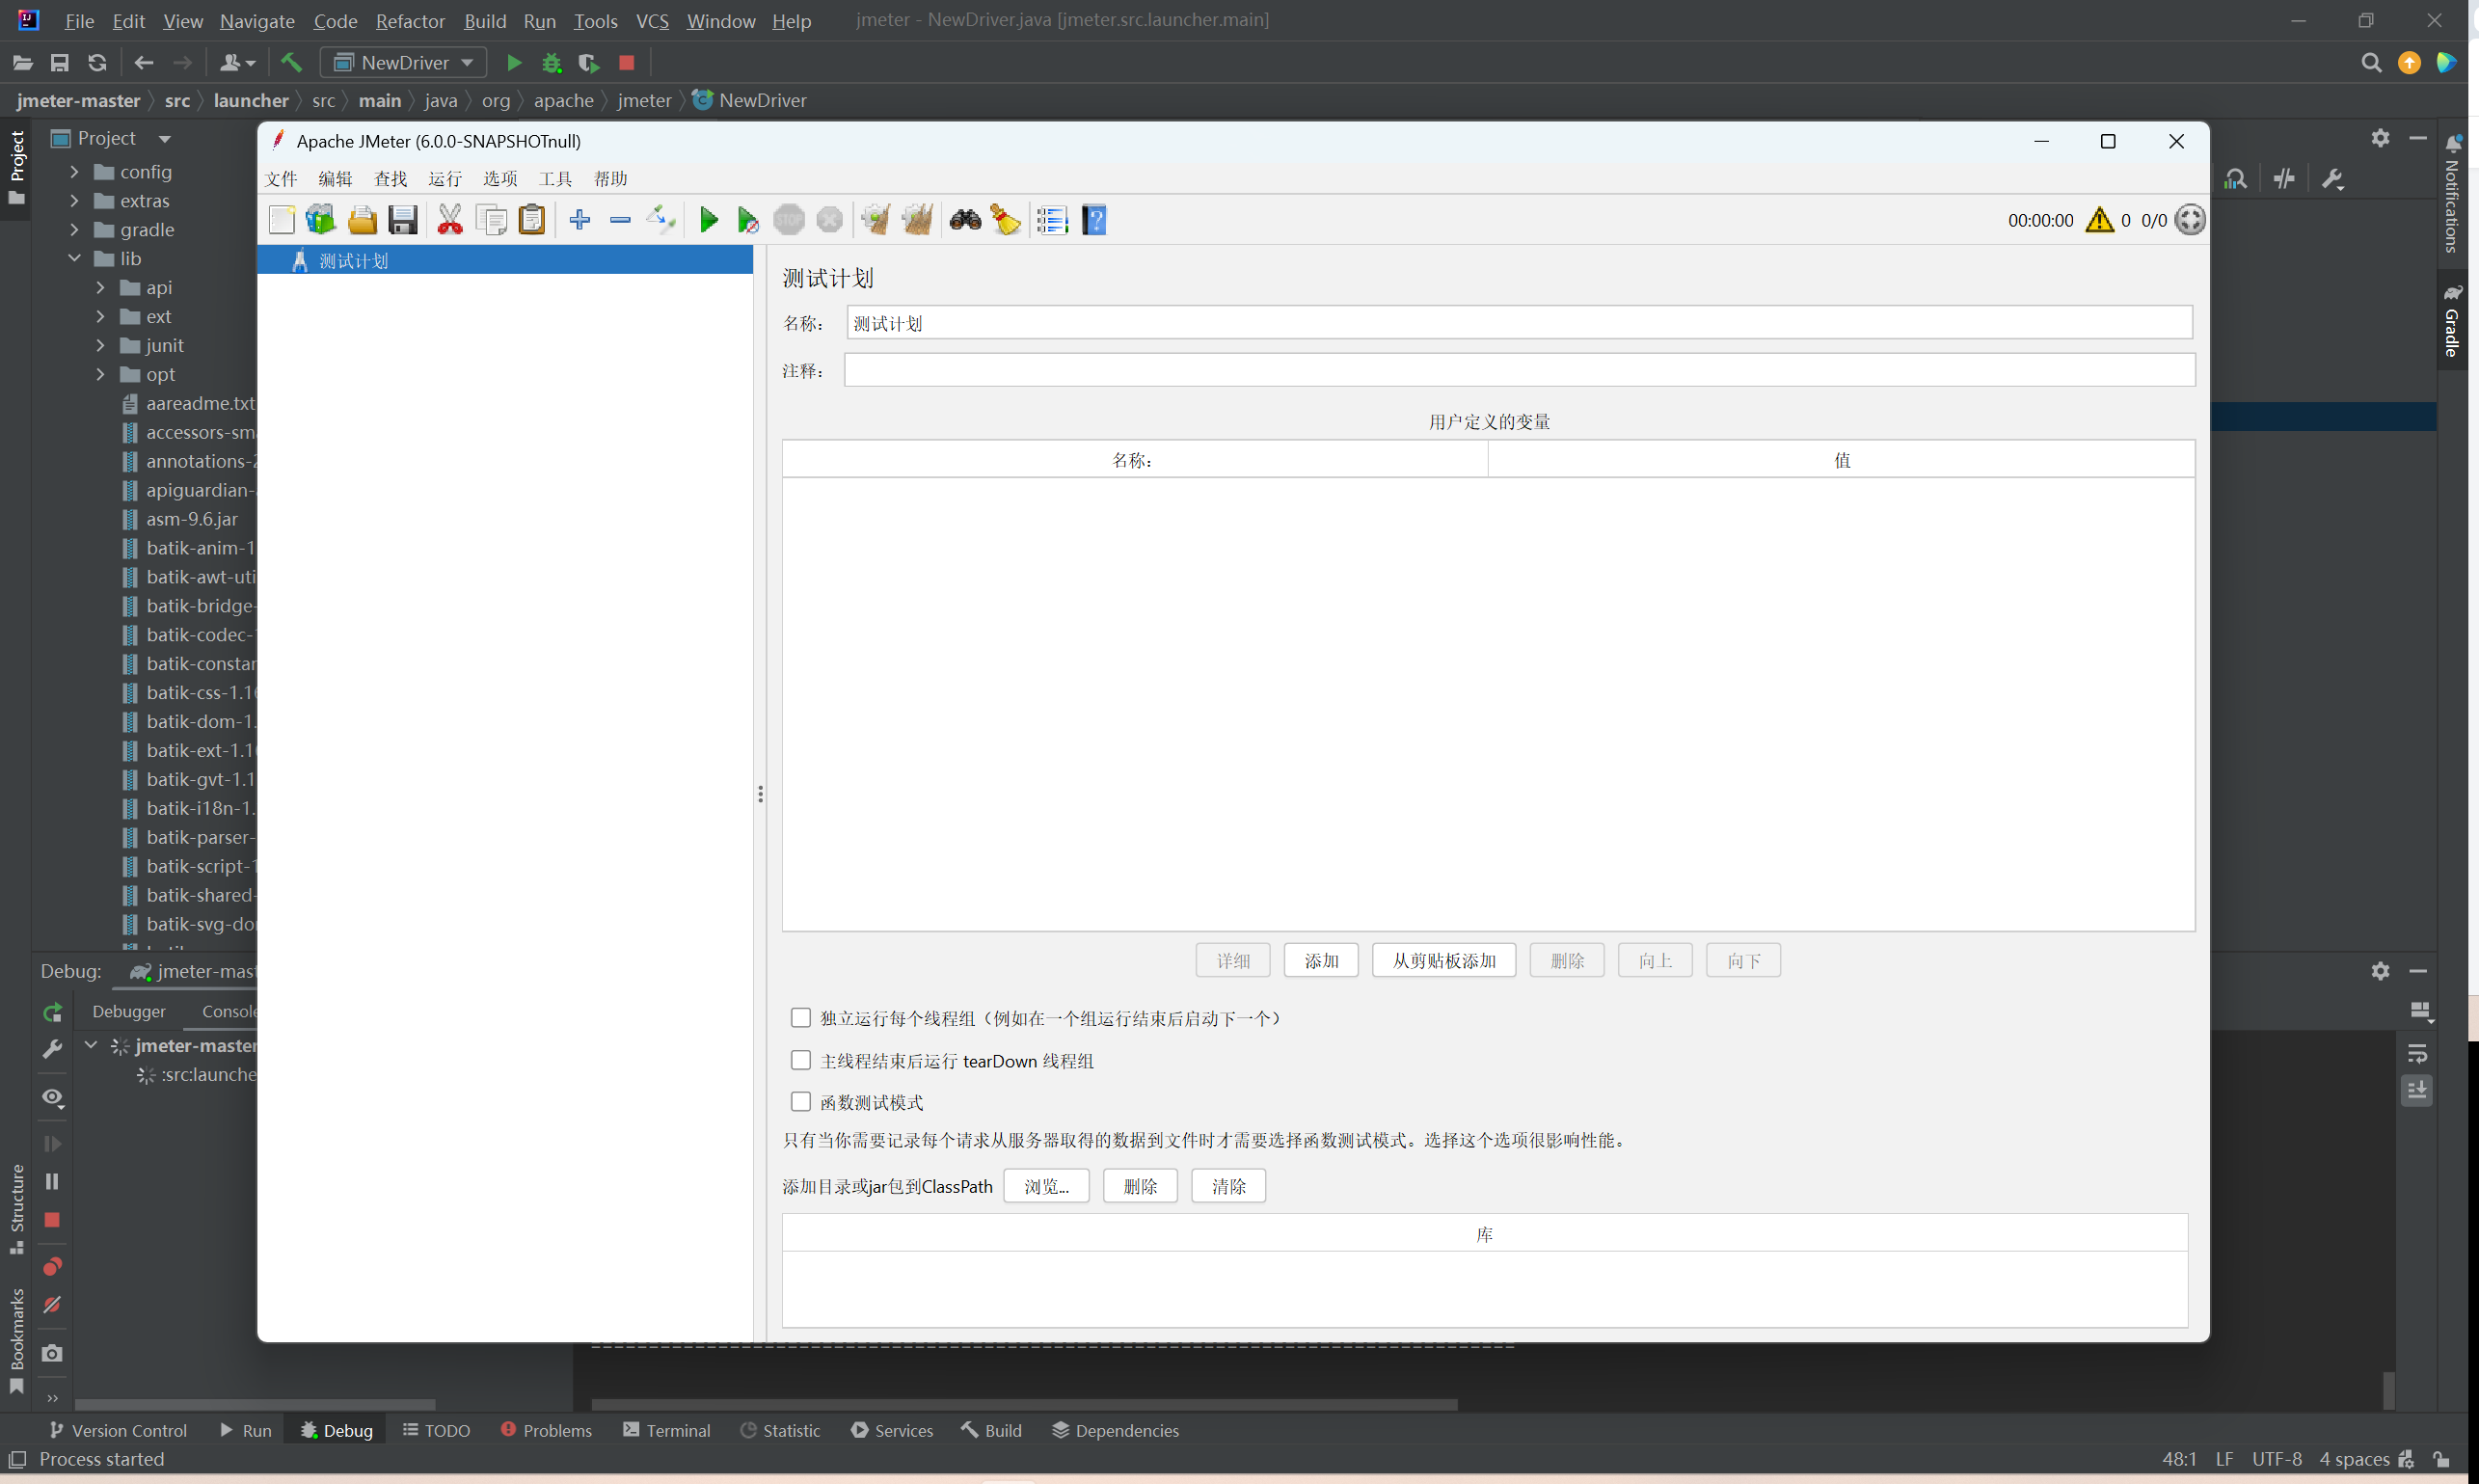 File Edit View Navigate Code Refactor Build Run Tools VCS Window Help jmeter - NewDriver.java [jmeter.src.launcher.main]
NewDriver
jmeter-master src launcher src main java org apache jmeter NewDriver
Project
Project
config
extras
gradle
lib
api
ext
junit
opt
aareadme.txt
accessors-sm
annotations-2
apiguardian-
asm-9.6.jar
batik-anim-1
batik-awt-uti
batik-bridge-
batik-codec-
batik-constar
batik-css-1.16
batik-dom-1.
batik-ext-1.1
batik-gvt-1.1
batik-i18n-1.
batik-parser-
batik-script-1
batik-shared-
batik-svg-do
Apache JMeter (6.0.0-SNAPSHOTnull)
文件 编辑 查找 运行 选项 工具 帮助
STOP
00:00:00 0 0/0
测试计划
测试计划
名称： 测试计划
注释：
用户定义的变量
名称： 值
详细 添加 从剪贴板添加 删除 向上 向下
独立运行每个线程组（例如在一个组运行结束后启动下一个）
主线程结束后运行 tearDown 线程组
函数测试模式
只有当你需要记录每个请求从服务器取得的数据到文件时才需要选择函数测试模式。选择这个选项很影响性能。
添加目录或jar包到ClassPath 浏览... 删除 清除
库
Notifications
Gradle
Debug: jmeter-mast
Debugger Console
jmeter-master
:src:launche
Structure
Bookmarks
Version Control Run Debug TODO Problems Terminal Statistic Services Build Dependencies
Process started 48:1 LF UTF-8 4 spaces